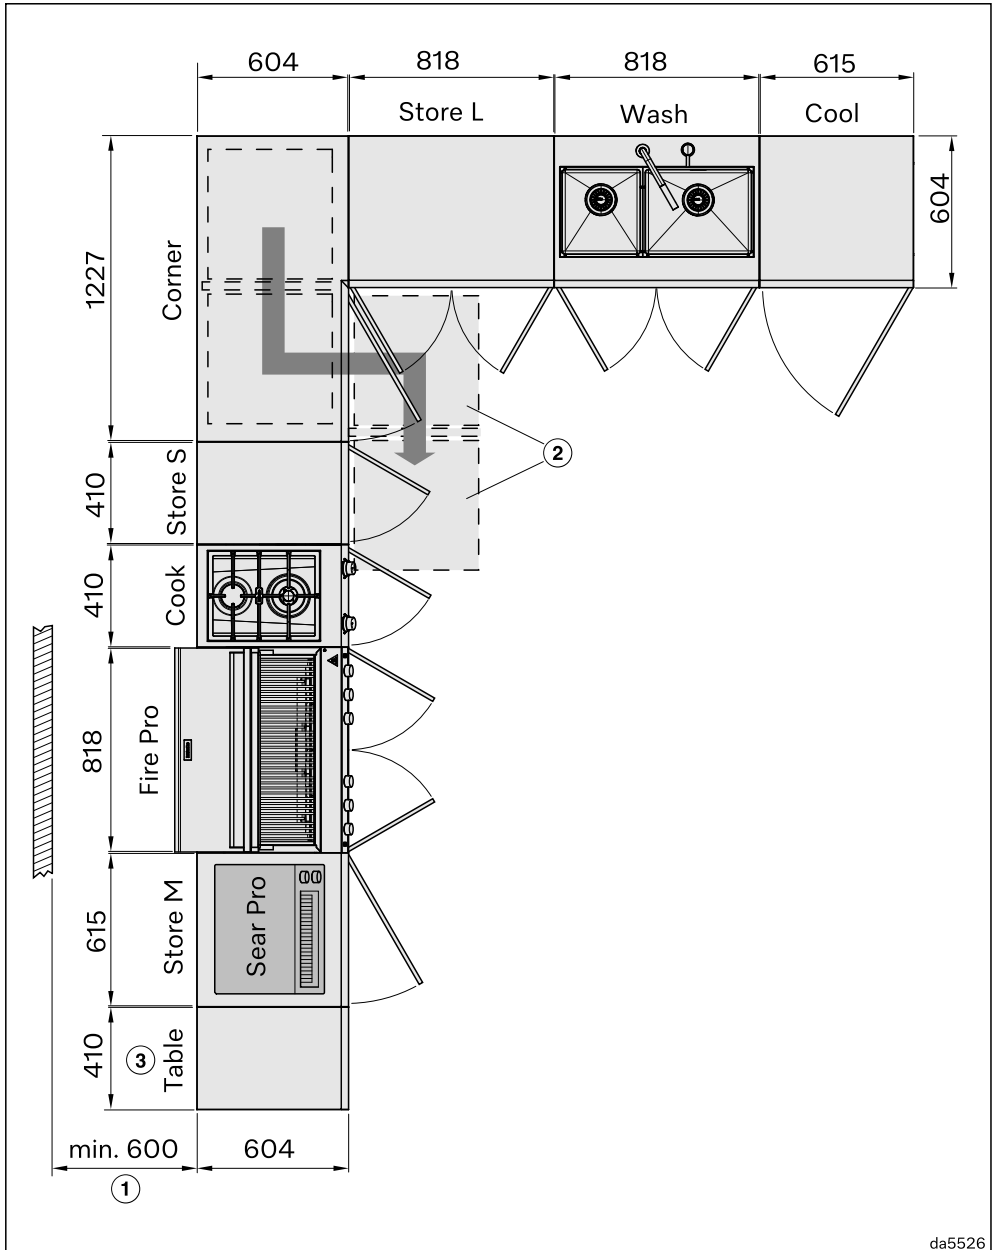 604 818 818 615
Store L Wash Cool
604
1227
Corner
410
Store S
2
410
Cook
818
Fire Pro
615
Store M
Sear Pro
410
3
Table
min. 600 604
1
da5526